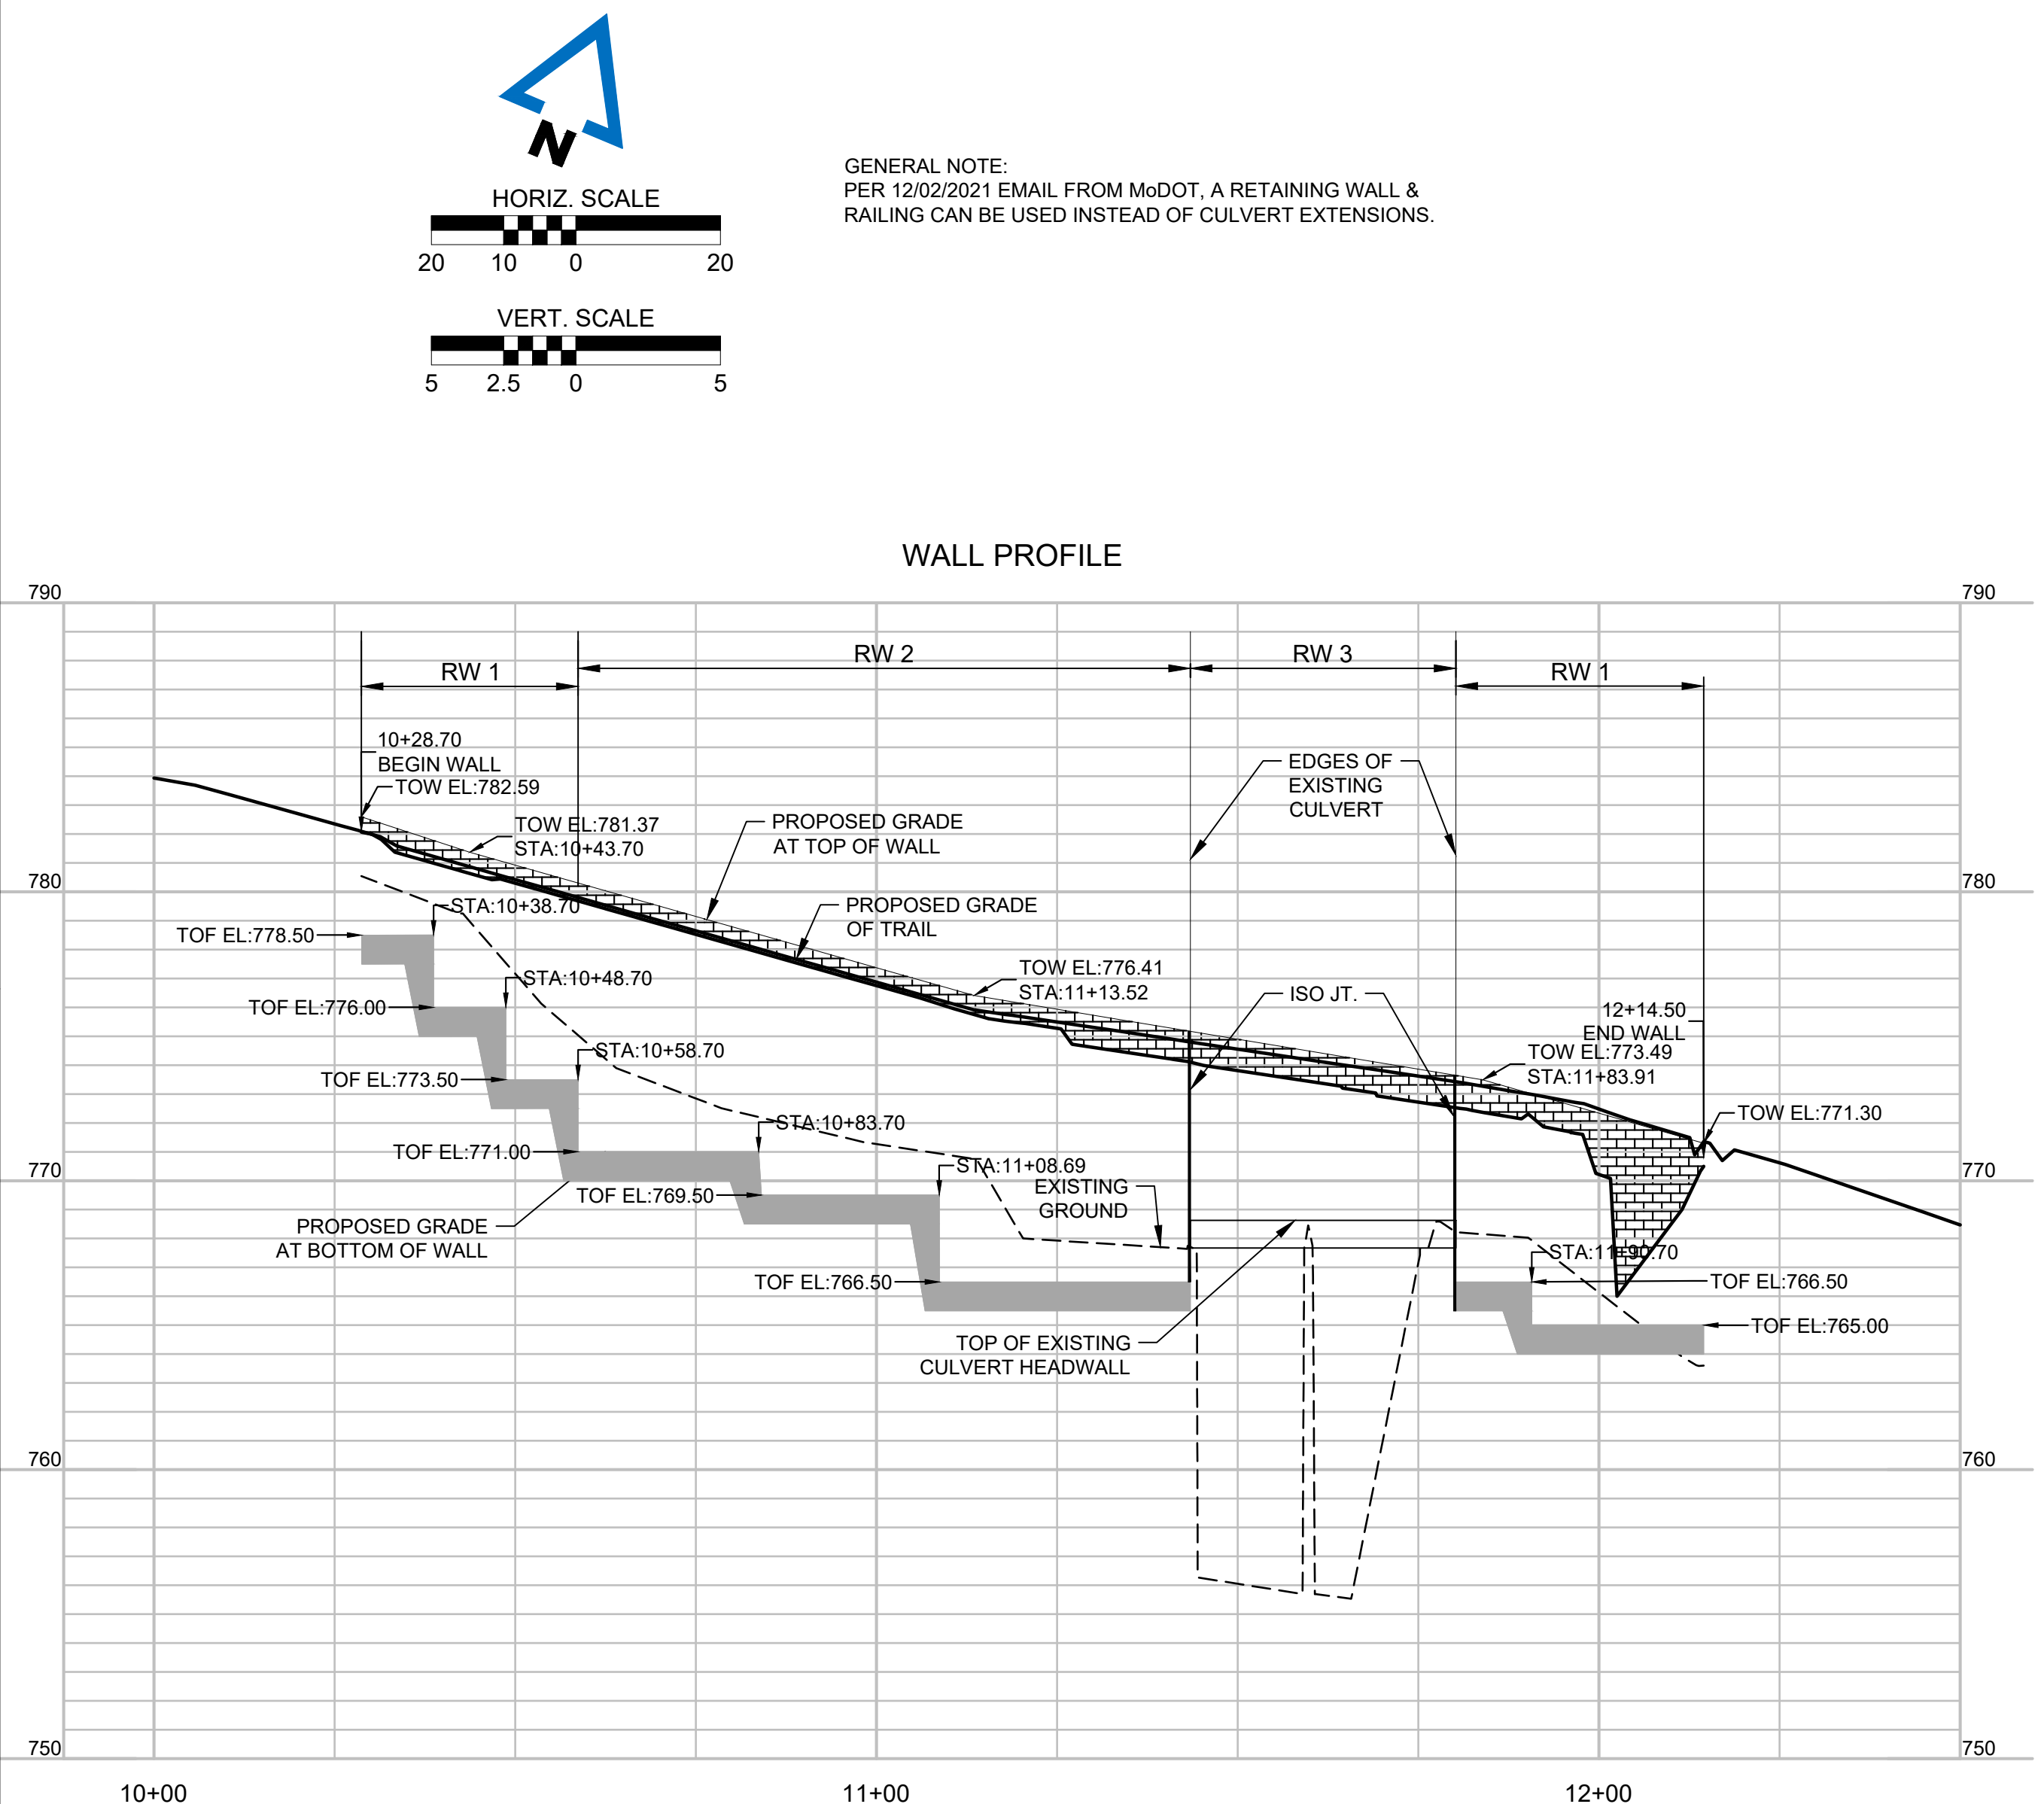 N
HORIZ. SCALE
20 10 0 20
VERT. SCALE
5 2.5 0 5
GENERAL NOTE:
PER 12/02/2021 EMAIL FROM MoDOT, A RETAINING WALL &
RAILING CAN BE USED INSTEAD OF CULVERT EXTENSIONS.
WALL PROFILE
790
790
RW 1
RW 2
RW 3
RW 1
10+28.70
BEGIN WALL
TOW EL:782.59
TOW EL:781.37
STA:10+43.70
PROPOSED GRADE
AT TOP OF WALL
EDGES OF
EXISTING
CULVERT
780
780
STA:10+38.70
PROPOSED GRADE
OF TRAIL
TOF EL:778.50
STA:10+48.70
TOW EL:776.41
STA:11+13.52
ISO JT.
TOF EL:776.00
12+14.50
END WALL
STA:10+58.70
TOW EL:773.49
STA:11+83.91
TOF EL:773.50
STA:10+83.70
TOW EL:771.30
TOF EL:771.00
STA:11+08.69
770
770
TOF EL:769.50
EXISTING
GROUND
PROPOSED GRADE
AT BOTTOM OF WALL
STA:11+90.70
TOF EL:766.50
TOF EL:766.50
TOP OF EXISTING
CULVERT HEADWALL
TOF EL:765.00
760
760
750
750
10+00
11+00
12+00